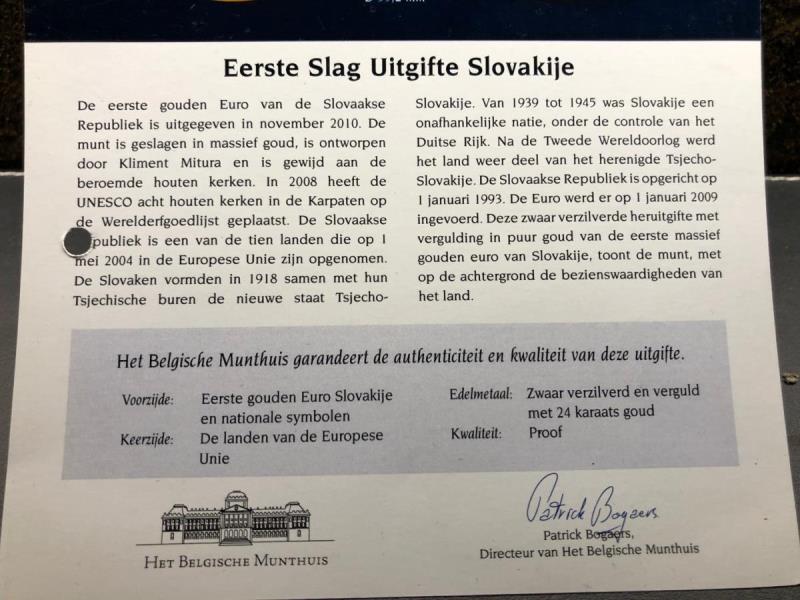 Eerste Slag Uitgifte Slovakije
De eerste gouden Euro van de Slovaakse
Republiek is uitgegeven in november 2010. De
munt is geslagen in massief goud, is ontworpen
door Kliment Mitura en is gewijd aan de
beroemde houten kerken. In 2008 heeft de
UNESCO acht houten kerken in de Karpaten op
de Werelderfgoedlijst geplaatst. De Slovaakse
publiek is een van de tien landen die op 1
mei 2004 in de Europese Unie zijn opgenomen.
De Slovaken vormden in 1918 samen met hun
Tsjechische buren de nieuwe staat Tsjecho-
Slovakije. Van 1939 tot 1945 was Slovakije een
onafhankelijke natie, onder de controle van het
Duitse Rijk. Na de Tweede Wereldoorlog werd
het land weer deel van het herenigde Tsjecho-
Slovakije. De Slovaakse Republiek is opgericht op
1 januari 1993. De Euro werd er op 1 januari 2009
ingevoerd. Deze zwaar verzilverde heruitgifte met
vergulding in puur goud van de eerste massief
gouden euro van Slovakije, toont de munt, met
op de achtergrond de bezienswaardigheden van
het land.
Het Belgische Munthuis garandeert de authenticiteit en kwaliteit van deze uitgifte.
Voorzijde: Eerste gouden Euro Slovakije
en nationale symbolen
Keerzijde: De landen van de Europese
Unie
Edelmetaal: Zwaar verzilverd en verguld
met 24 karaats goud
Kwaliteit: Proof
HET BELGISCHE MUNTHUIS
Patrick Bogaers
Patrick Bogaers,
Directeur van Het Belgische Munthuis